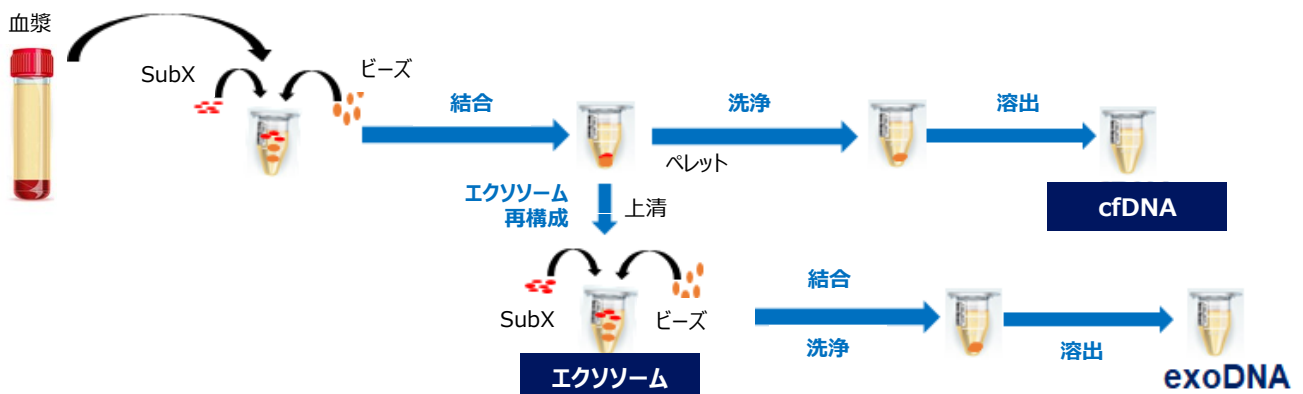 血漿
SubX
ビーズ
結合
洗浄
溶出
ペレット
cfDNA
エクソソーム
再構成
上清
SubX
ビーズ
エクソソーム
結合
洗浄
溶出
exoDNA